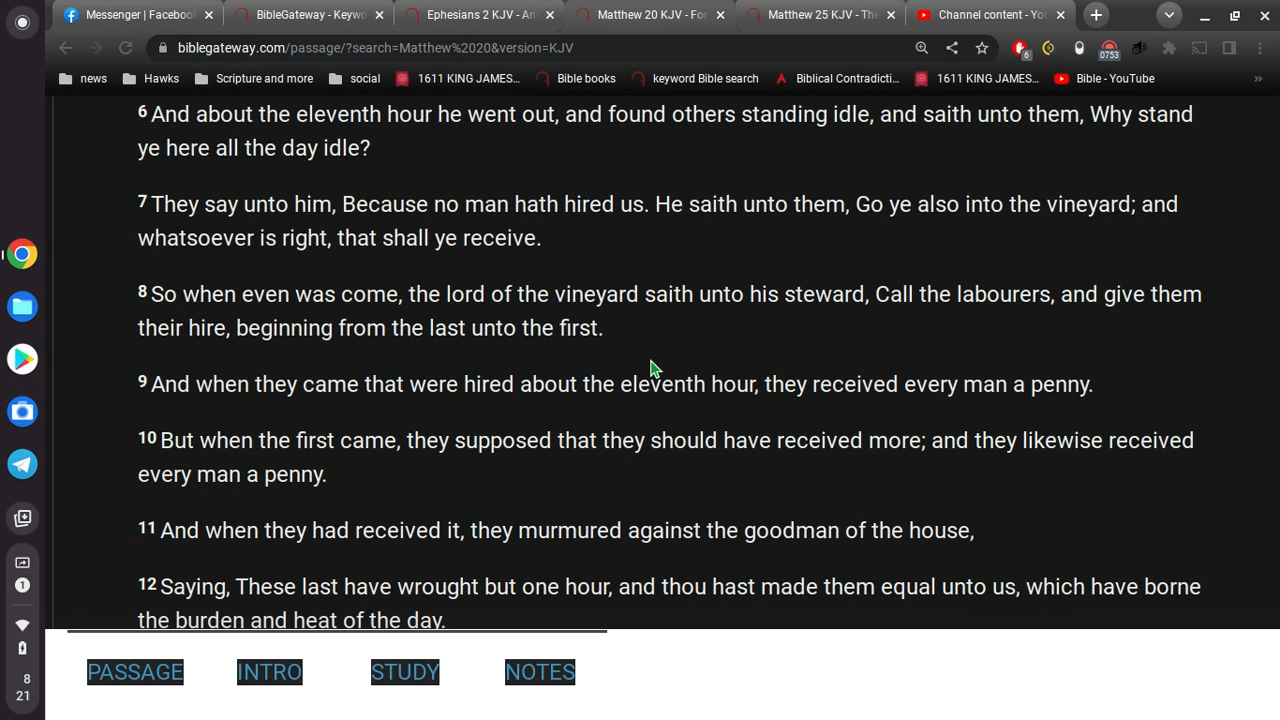 Messenger | Facebook
BibleGateway - Keywo
Ephesians 2 KJV - An
Matthew 20 KJV - For
Matthew 25 KJV - The
Channel content - You
biblegateway.com/passage/?search=Matthew%2020&version=KJV
6
0753
news
Hawks
Scripture and more
social
1611 KING JAMES...
Bible books
keyword Bible search
Biblical Contradicti...
1611 KING JAMES...
Bible - YouTube
»
6 And about the eleventh hour he went out, and found others standing idle, and saith unto them, Why stand
ye here all the day idle?
7 They say unto him, Because no man hath hired us. He saith unto them, Go ye also into the vineyard; and
whatsoever is right, that shall ye receive.
8 So when even was come, the lord of the vineyard saith unto his steward, Call the labourers, and give them
their hire, beginning from the last unto the first.
9 And when they came that were hired about the eleventh hour, they received every man a penny.
10 But when the first came, they supposed that they should have received more; and they likewise received
every man a penny.
11 And when they had received it, they murmured against the goodman of the house,
12 Saying, These last have wrought but one hour, and thou hast made them equal unto us, which have borne
the burden and heat of the day.
PASSAGE
INTRO
STUDY
NOTES
1
8
21